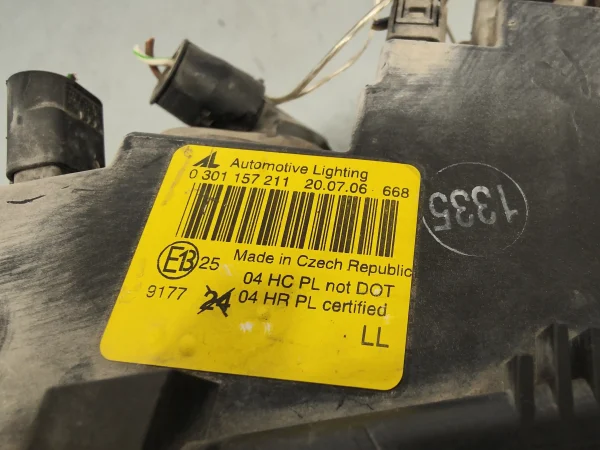 AL Automotive Lighting
0 301 157 211 20.07.06 668
Made in Czech Republic
E13 25 04 HC PL not DOT
9177 24 04 HR PL certified
LL
1335